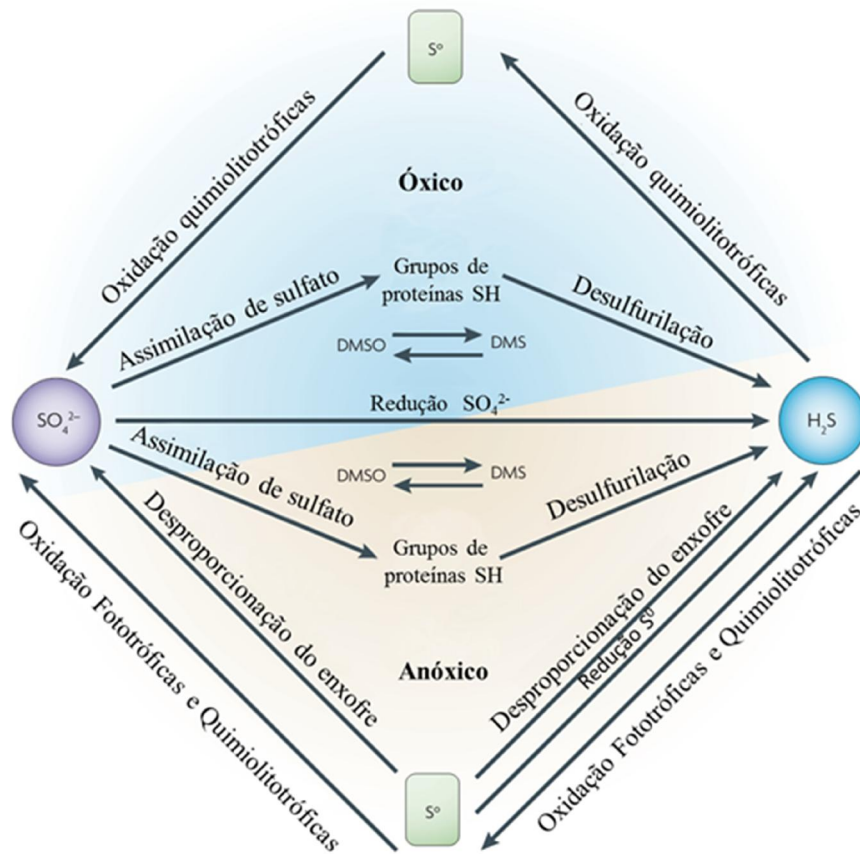 S⁰
Oxidação quimiolitotróficas
Oxidação quimiolitotróficas
Óxico
Assimilação de sulfato
Grupos de
proteínas SH
Desulfurilação
DMSO
DMS
SO₄²⁻
Redução SO₄²⁻
H₂S
Assimilação de sulfato
DMSO
DMS
Desulfurilação
Grupos de
proteínas SH
Oxidação Fototróficas e Quimiolitotróficas
Desproporcionação do enxofre
Anóxico
Desproporcionação do enxofre
Redução S⁰
Oxidação Fototróficas e Quimiolitotróficas
S⁰